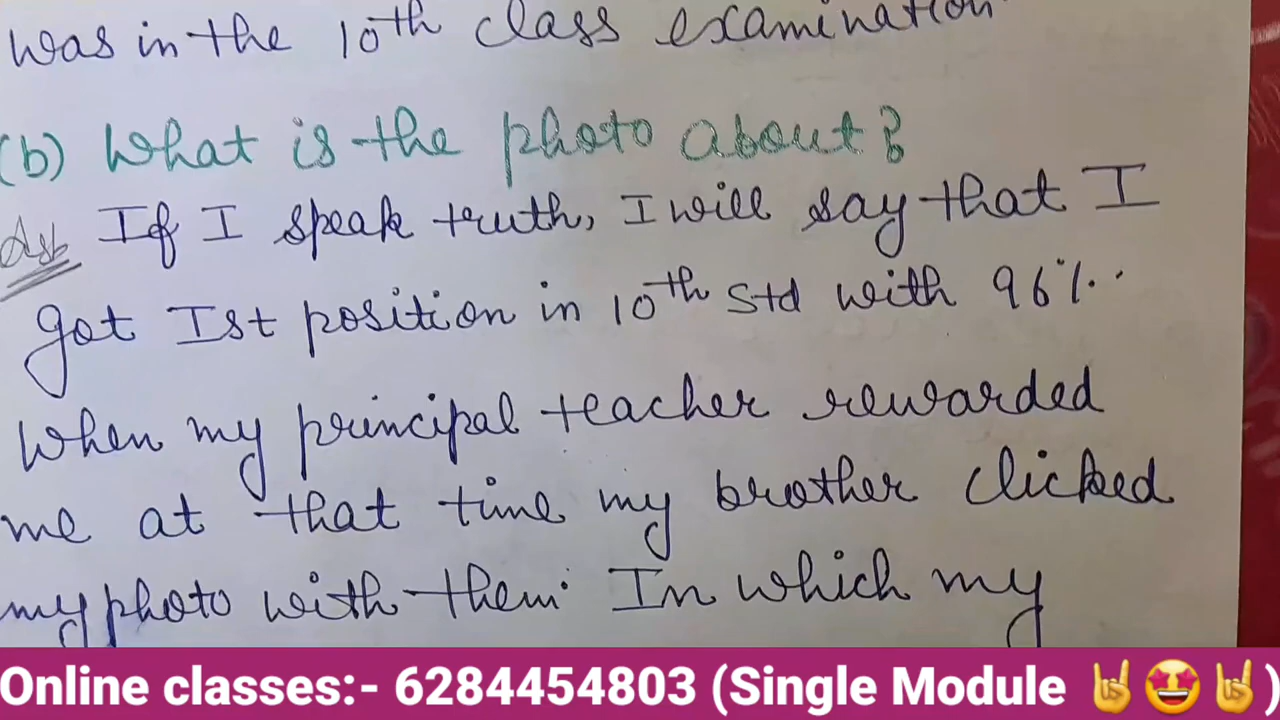 was in the 10th class examination
(b) What is the photo about?
Ans If I speak truth, I will say that I
got Ist position in 10th std with 96%.
When my principal teacher rewarded
me at that time my brother clicked
my photo with them. In which my
Online classes:- 6284454803 (Single Module 🤘🤩🤘)